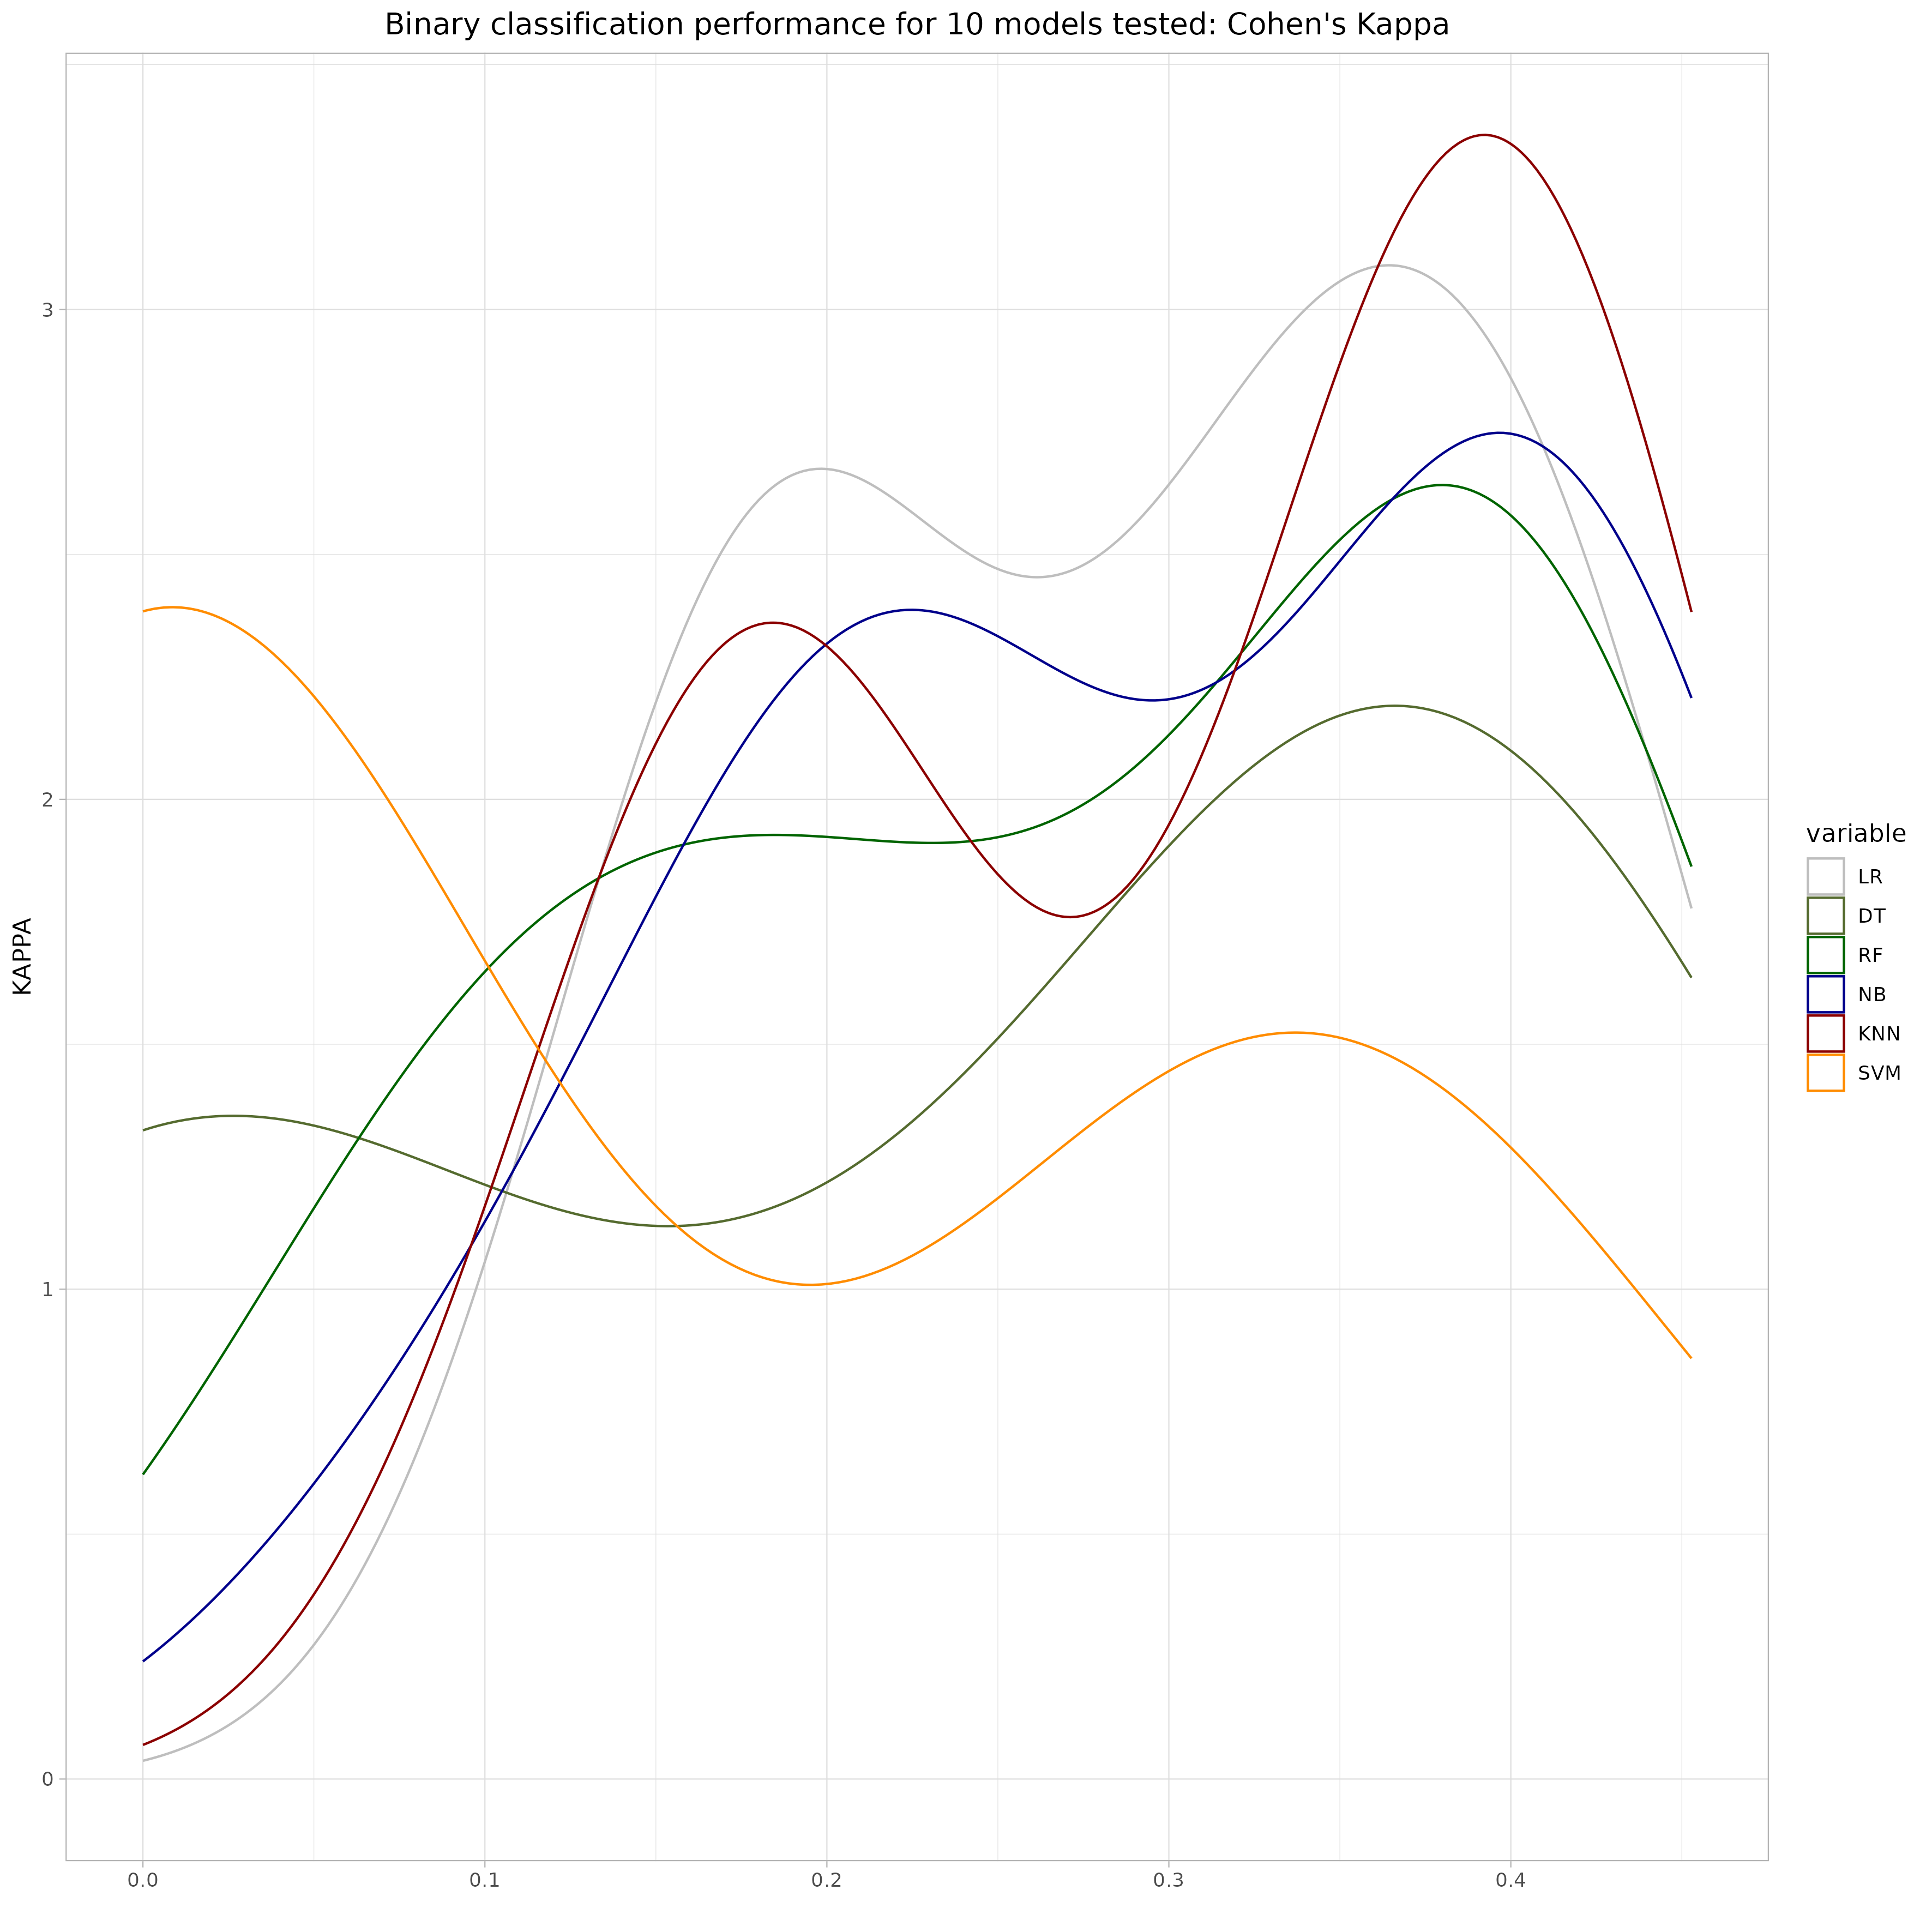 Binary classification performance for 10 models tested: Cohen's Kappa
3
2
1
0
KAPPA
0.0 0.1 0.2 0.3 0.4
variable
LR
DT
RF
NB
KNN
SVM